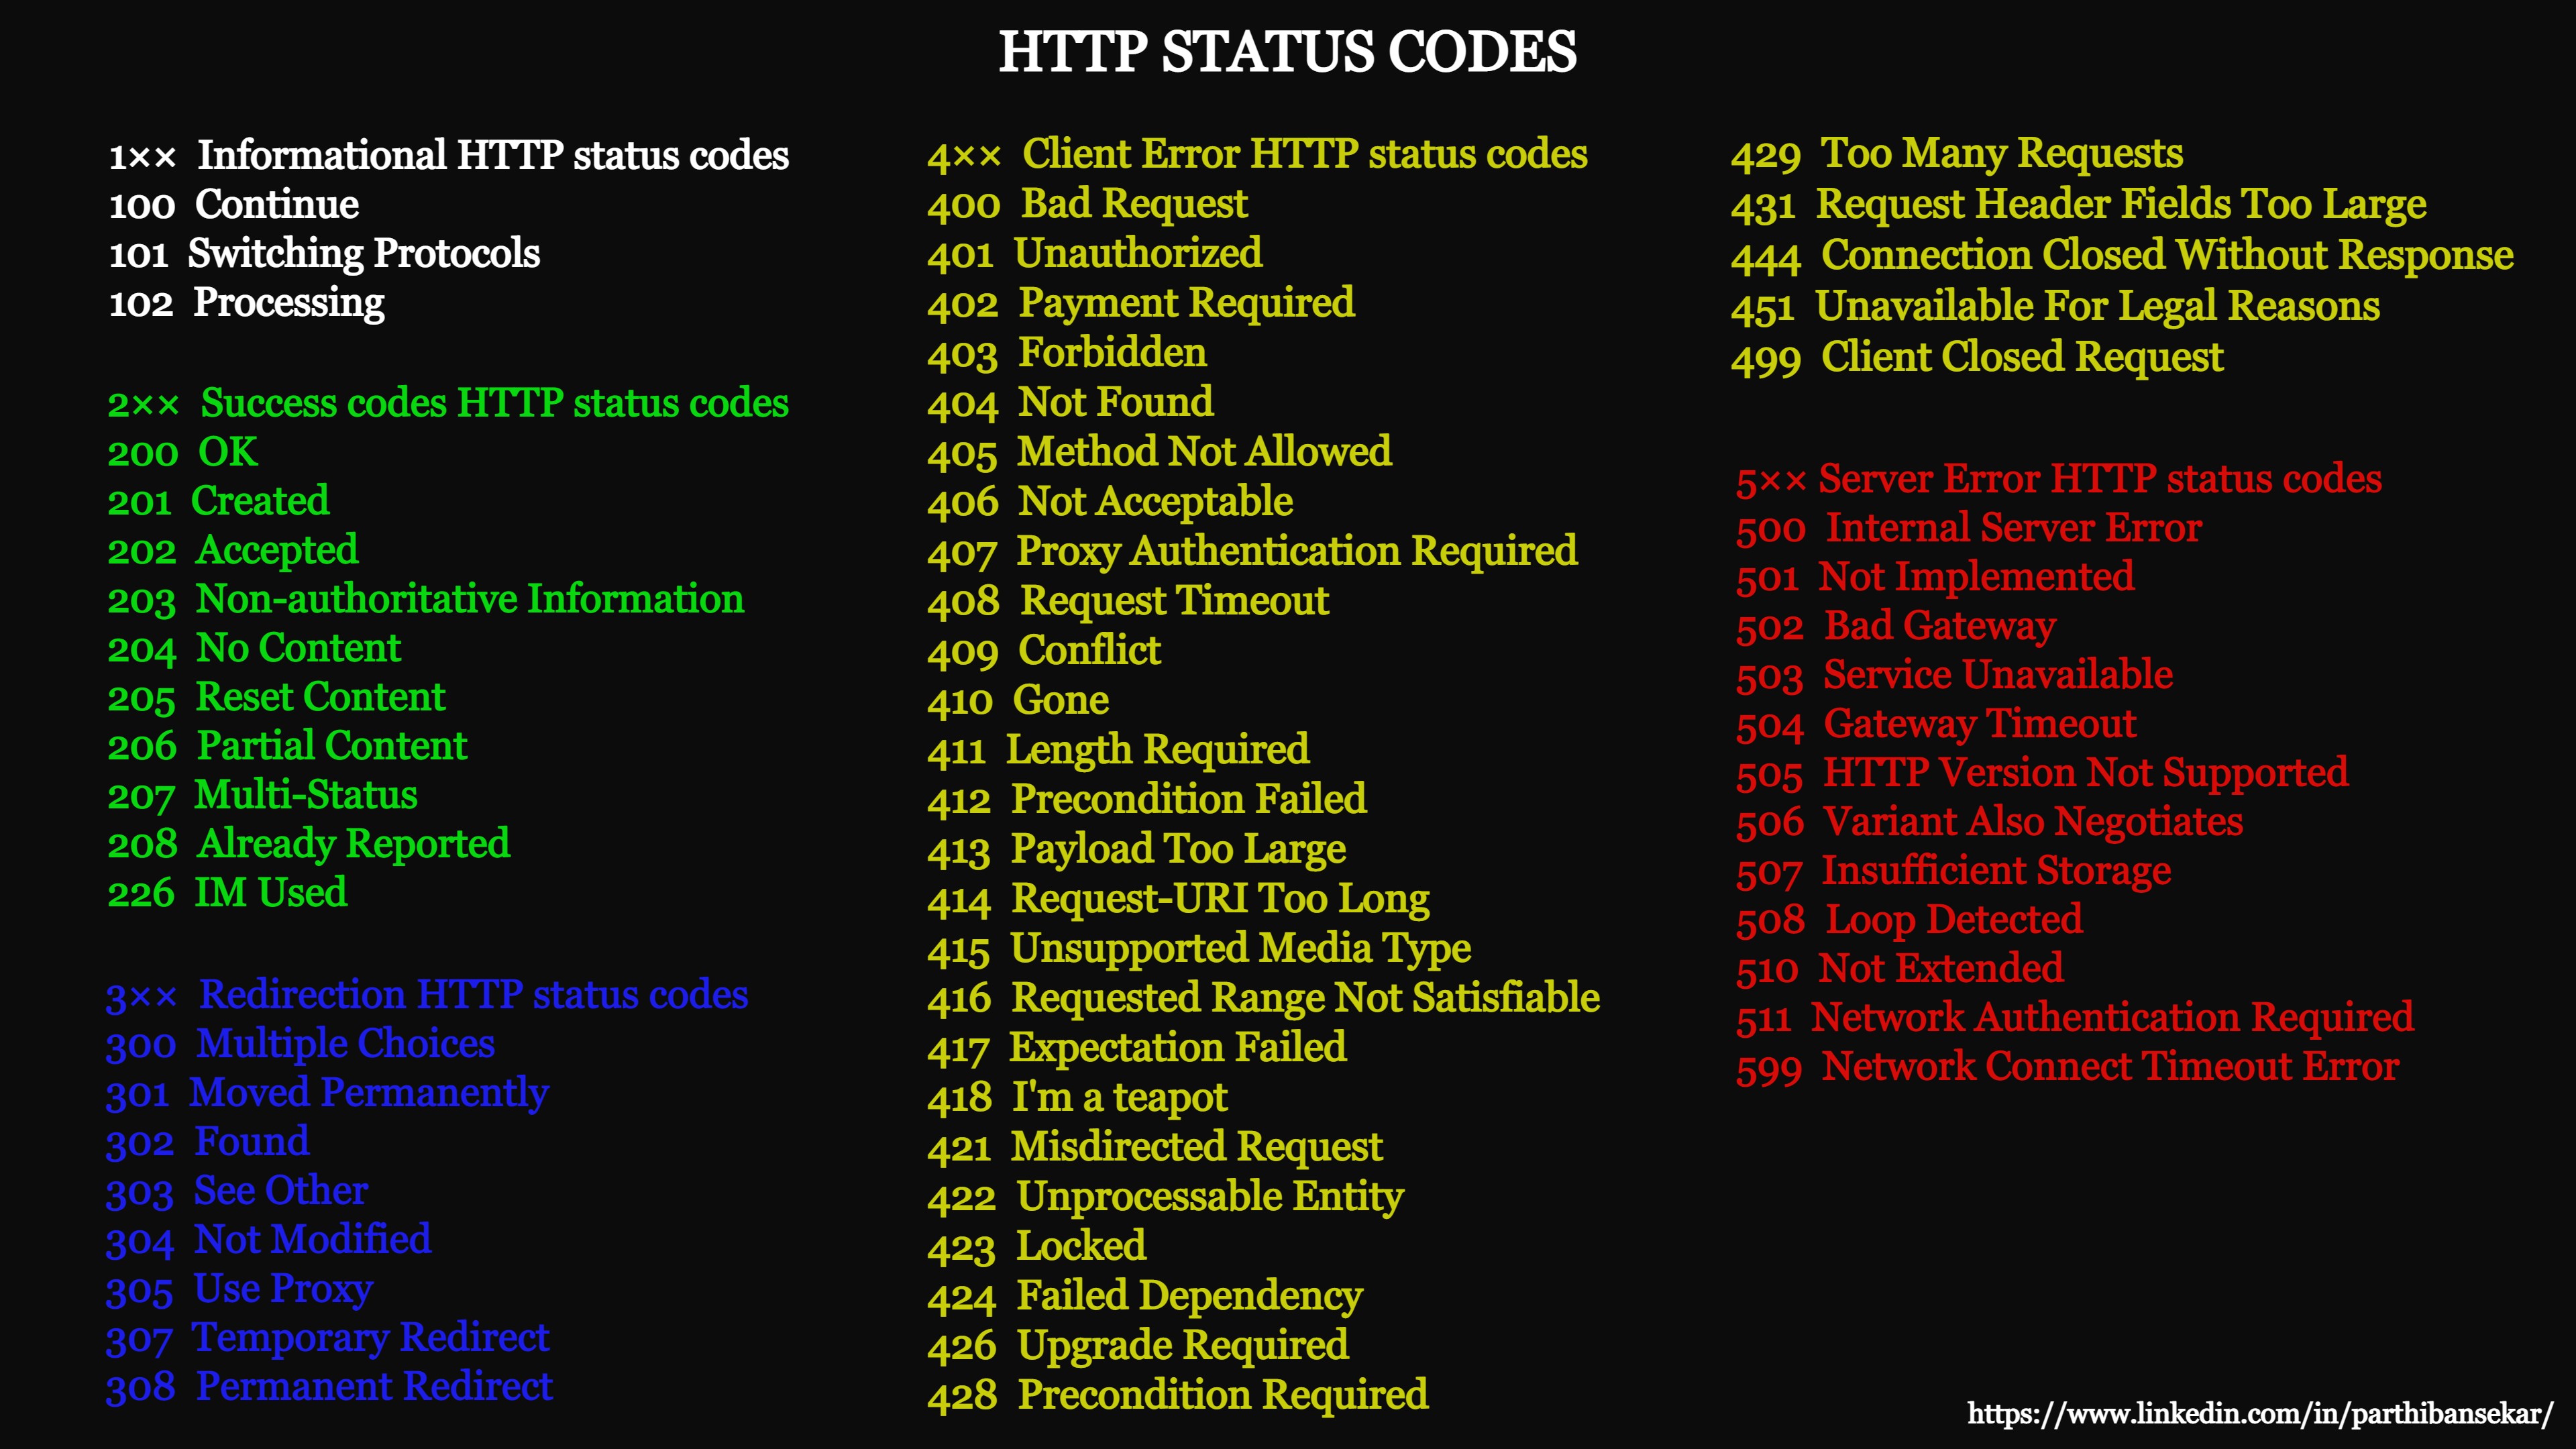 HTTP STATUS CODES
1×× Informational HTTP status codes
100 Continue
101 Switching Protocols
102 Processing
2×× Success codes HTTP status codes
200 OK
201 Created
202 Accepted
203 Non-authoritative Information
204 No Content
205 Reset Content
206 Partial Content
207 Multi-Status
208 Already Reported
226 IM Used
3×× Redirection HTTP status codes
300 Multiple Choices
301 Moved Permanently
302 Found
303 See Other
304 Not Modified
305 Use Proxy
307 Temporary Redirect
308 Permanent Redirect
4×× Client Error HTTP status codes
400 Bad Request
401 Unauthorized
402 Payment Required
403 Forbidden
404 Not Found
405 Method Not Allowed
406 Not Acceptable
407 Proxy Authentication Required
408 Request Timeout
409 Conflict
410 Gone
411 Length Required
412 Precondition Failed
413 Payload Too Large
414 Request-URI Too Long
415 Unsupported Media Type
416 Requested Range Not Satisfiable
417 Expectation Failed
418 I'm a teapot
421 Misdirected Request
422 Unprocessable Entity
423 Locked
424 Failed Dependency
426 Upgrade Required
428 Precondition Required
429 Too Many Requests
431 Request Header Fields Too Large
444 Connection Closed Without Response
451 Unavailable For Legal Reasons
499 Client Closed Request
5×× Server Error HTTP status codes
500 Internal Server Error
501 Not Implemented
502 Bad Gateway
503 Service Unavailable
504 Gateway Timeout
505 HTTP Version Not Supported
506 Variant Also Negotiates
507 Insufficient Storage
508 Loop Detected
510 Not Extended
511 Network Authentication Required
599 Network Connect Timeout Error
https://www.linkedin.com/in/parthibansekar/